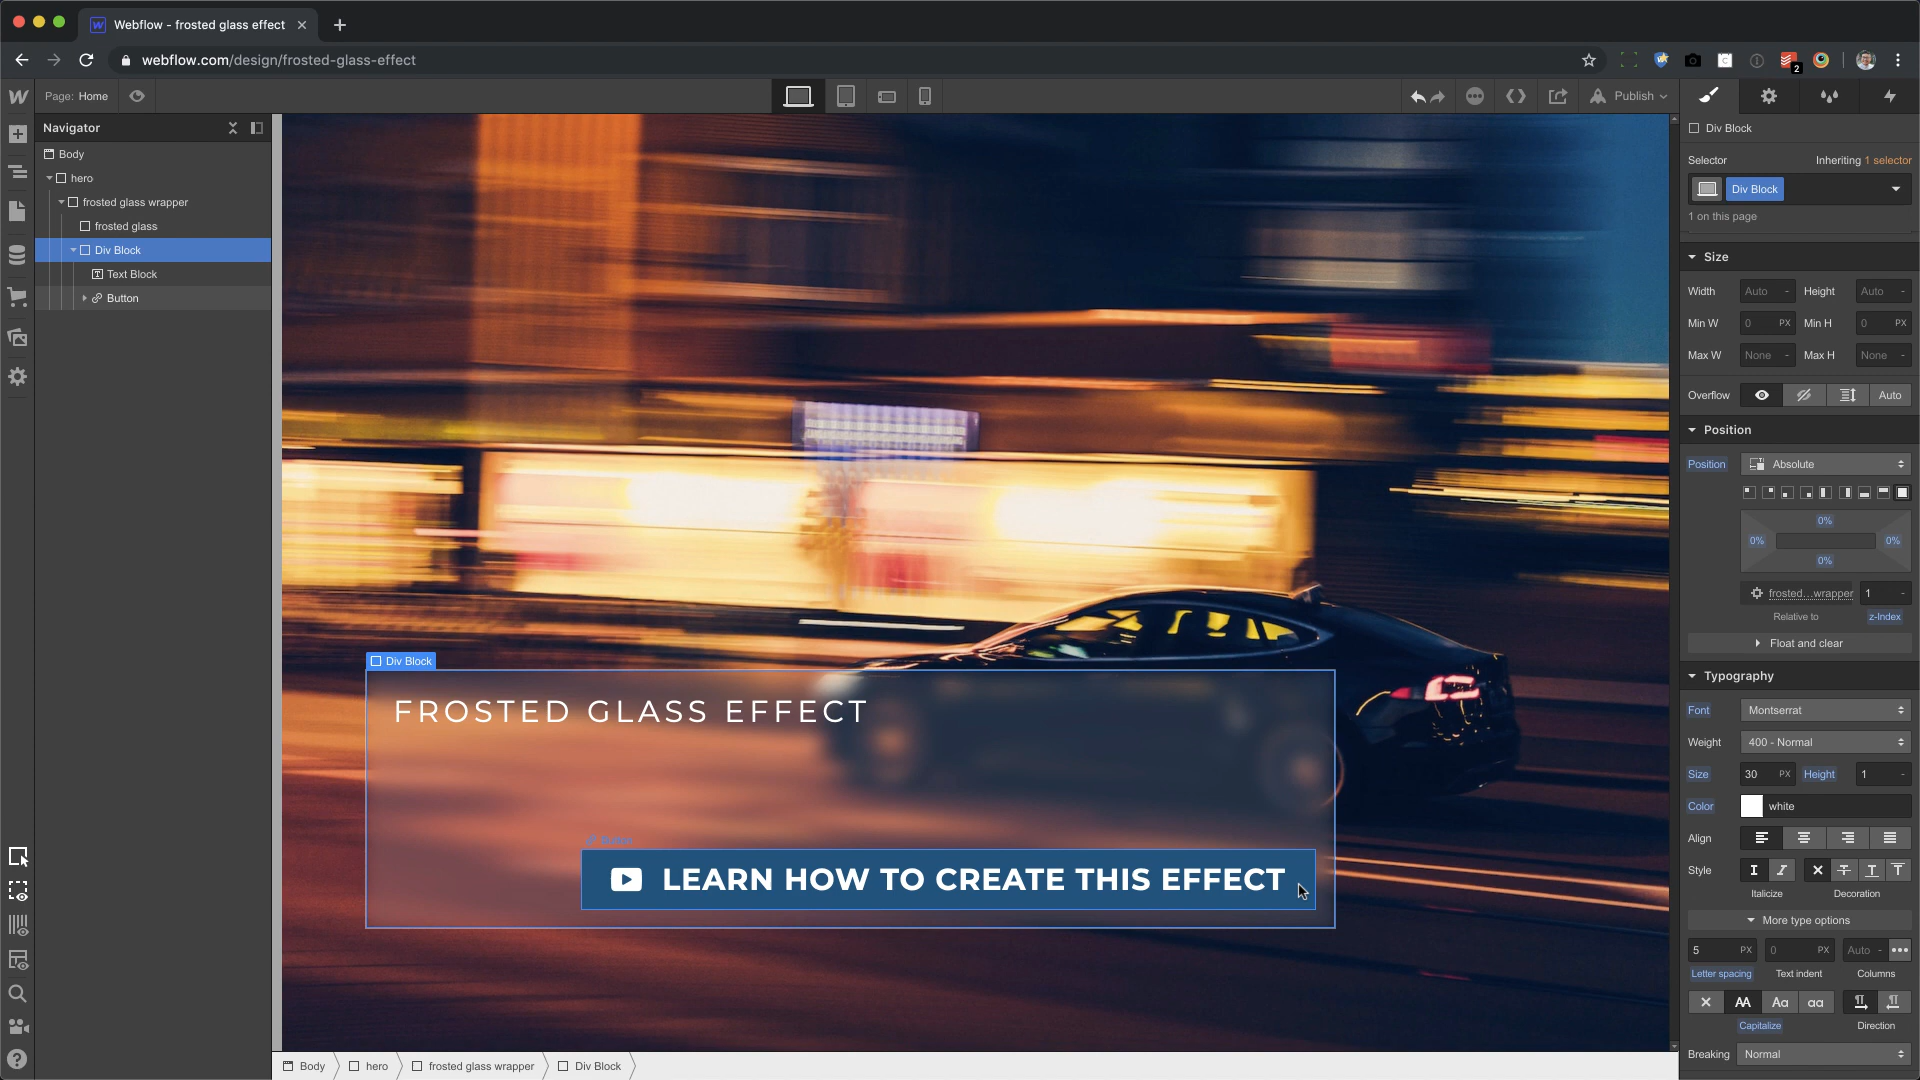 Webflow - frosted glass effect
webflow.com/design/frosted-glass-effect
2
Page: Home
Publish
Navigator
Body
hero
frosted glass wrapper
frosted glass
Div Block
Text Block
Button
Div Block
FROSTED GLASS EFFECT
Button
LEARN HOW TO CREATE THIS EFFECT
Body
hero
frosted glass wrapper
Div Block
Div Block
Selector
Inheriting 1 selector
Div Block
1 on this page
Size
Width Auto - Height Auto -
Min W 0 PX Min H 0 PX
Max W None - Max H None -
Overflow Auto
Position
Position Absolute
0%
0% 0%
0%
frosted...wrapper 1 -
Relative to z-Index
Float and clear
Typography
Font Montserrat
Weight 400 - Normal
Size 30 PX Height 1 -
Color white
Align
Style I I X T T T
Italicize Decoration
More type options
5 PX 0 PX Auto -
Letter spacing Text indent Columns
X AA Aa aa
Capitalize Direction
Breaking Normal